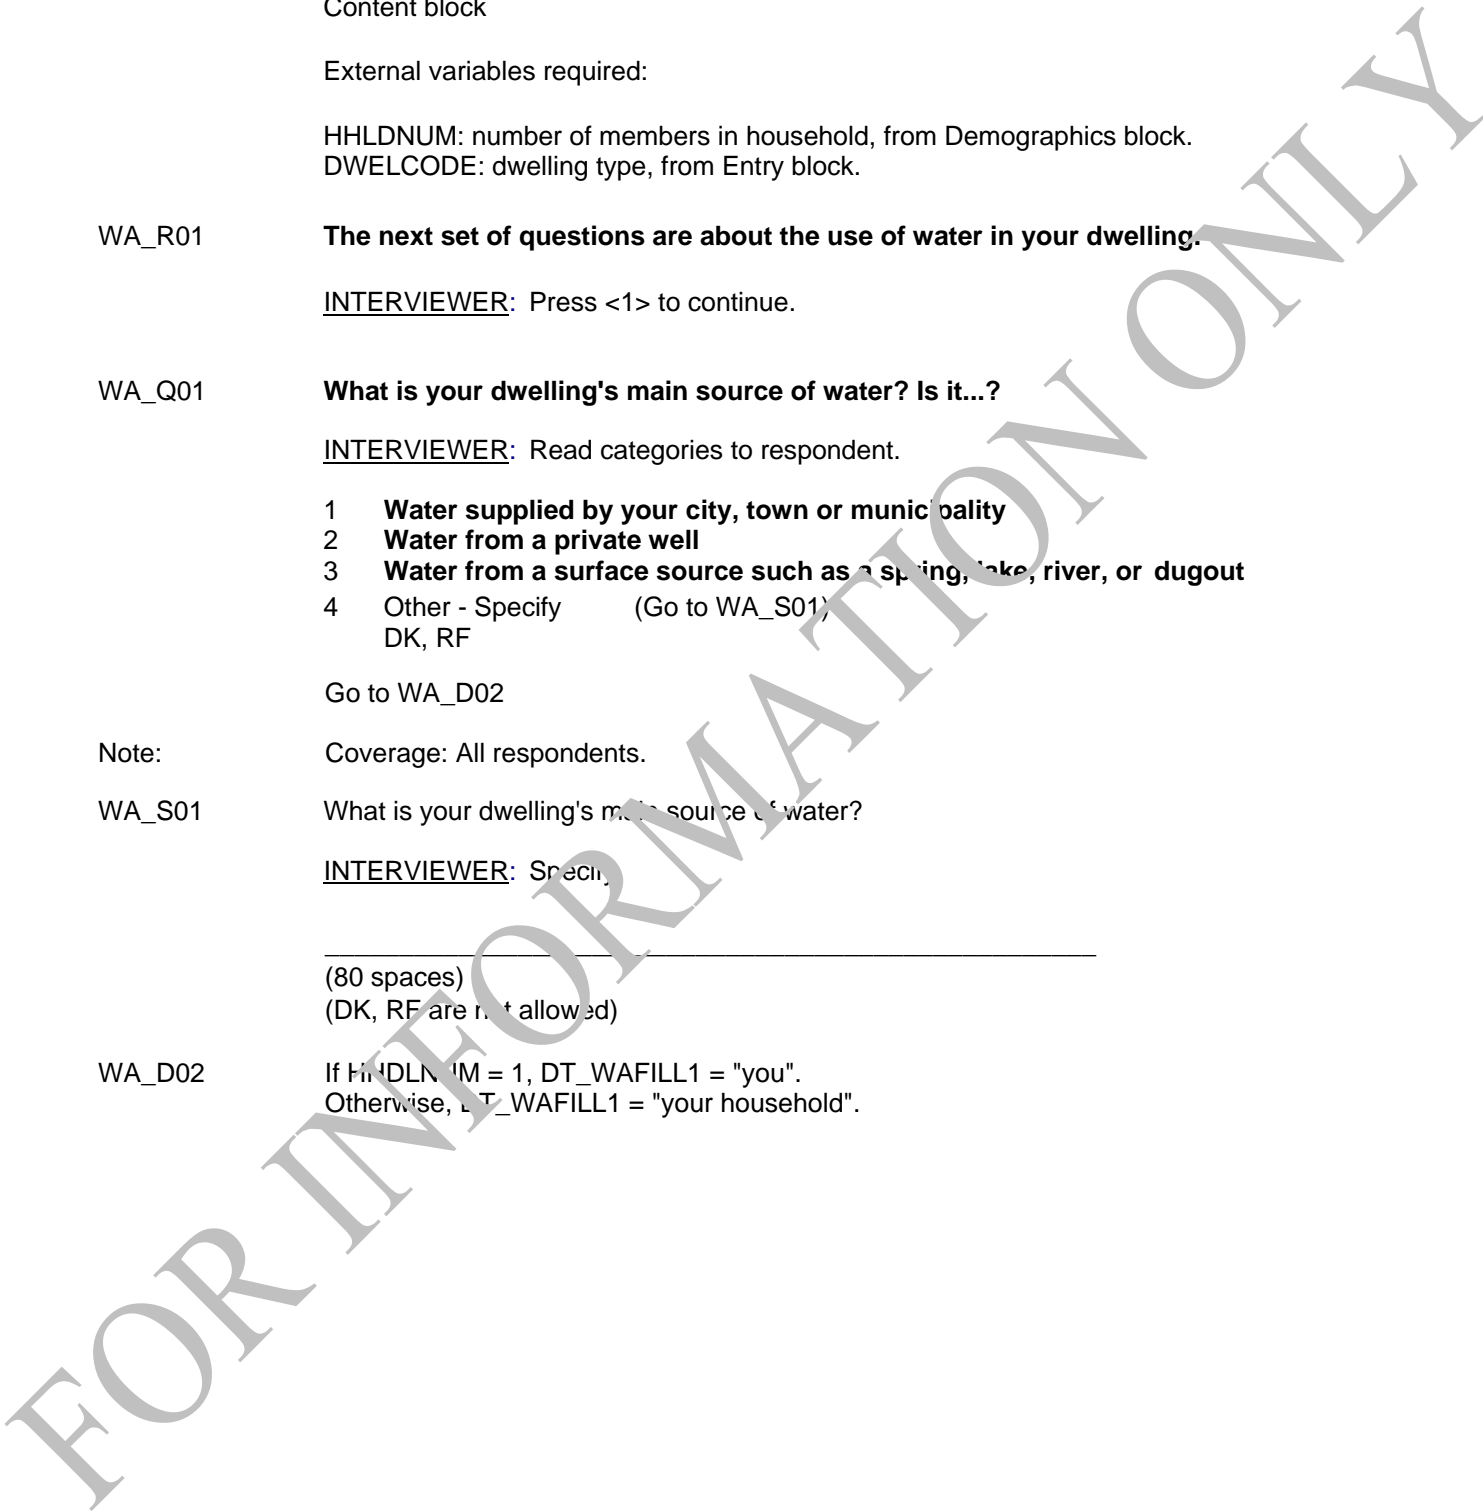 Content block
External variables required:
HHLDNUM: number of members in household, from Demographics block.
DWELCODE: dwelling type, from Entry block.
WA_R01 The next set of questions are about the use of water in your dwelling.
INTERVIEWER: Press <1> to continue.
WA_Q01 What is your dwelling's main source of water? Is it...?
INTERVIEWER: Read categories to respondent.
1 Water supplied by your city, town or municipality
2 Water from a private well
3 Water from a surface source such as a spring, lake, river, or dugout
4 Other - Specify (Go to WA_S01)
DK, RF
Go to WA_D02
Note: Coverage: All respondents.
WA_S01 What is your dwelling's main source of water?
INTERVIEWER: Specify
(80 spaces)
(DK, RF are not allowed)
WA_D02 If HHDLNUM = 1, DT_WAFILL1 = "you".
Otherwise, DT_WAFILL1 = "your household".
FOR INFORMATION ONLY